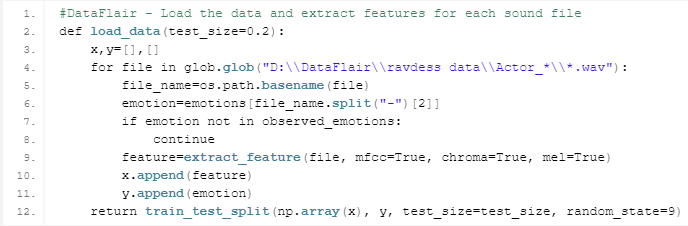 1. #DataFlair - Load the data and extract features for each sound file
2. def load_data(test_size=0.2):
3.     x,y=[],[]
4.     for file in glob.glob("D:\\DataFlair\\ravdess data\\Actor_*\\*.wav"):
5.         file_name=os.path.basename(file)
6.         emotion=emotions[file_name.split("-")[2]]
7.         if emotion not in observed_emotions:
8.             continue
9.         feature=extract_feature(file, mfcc=True, chroma=True, mel=True)
10.         x.append(feature)
11.         y.append(emotion)
12.     return train_test_split(np.array(x), y, test_size=test_size, random_state=9)